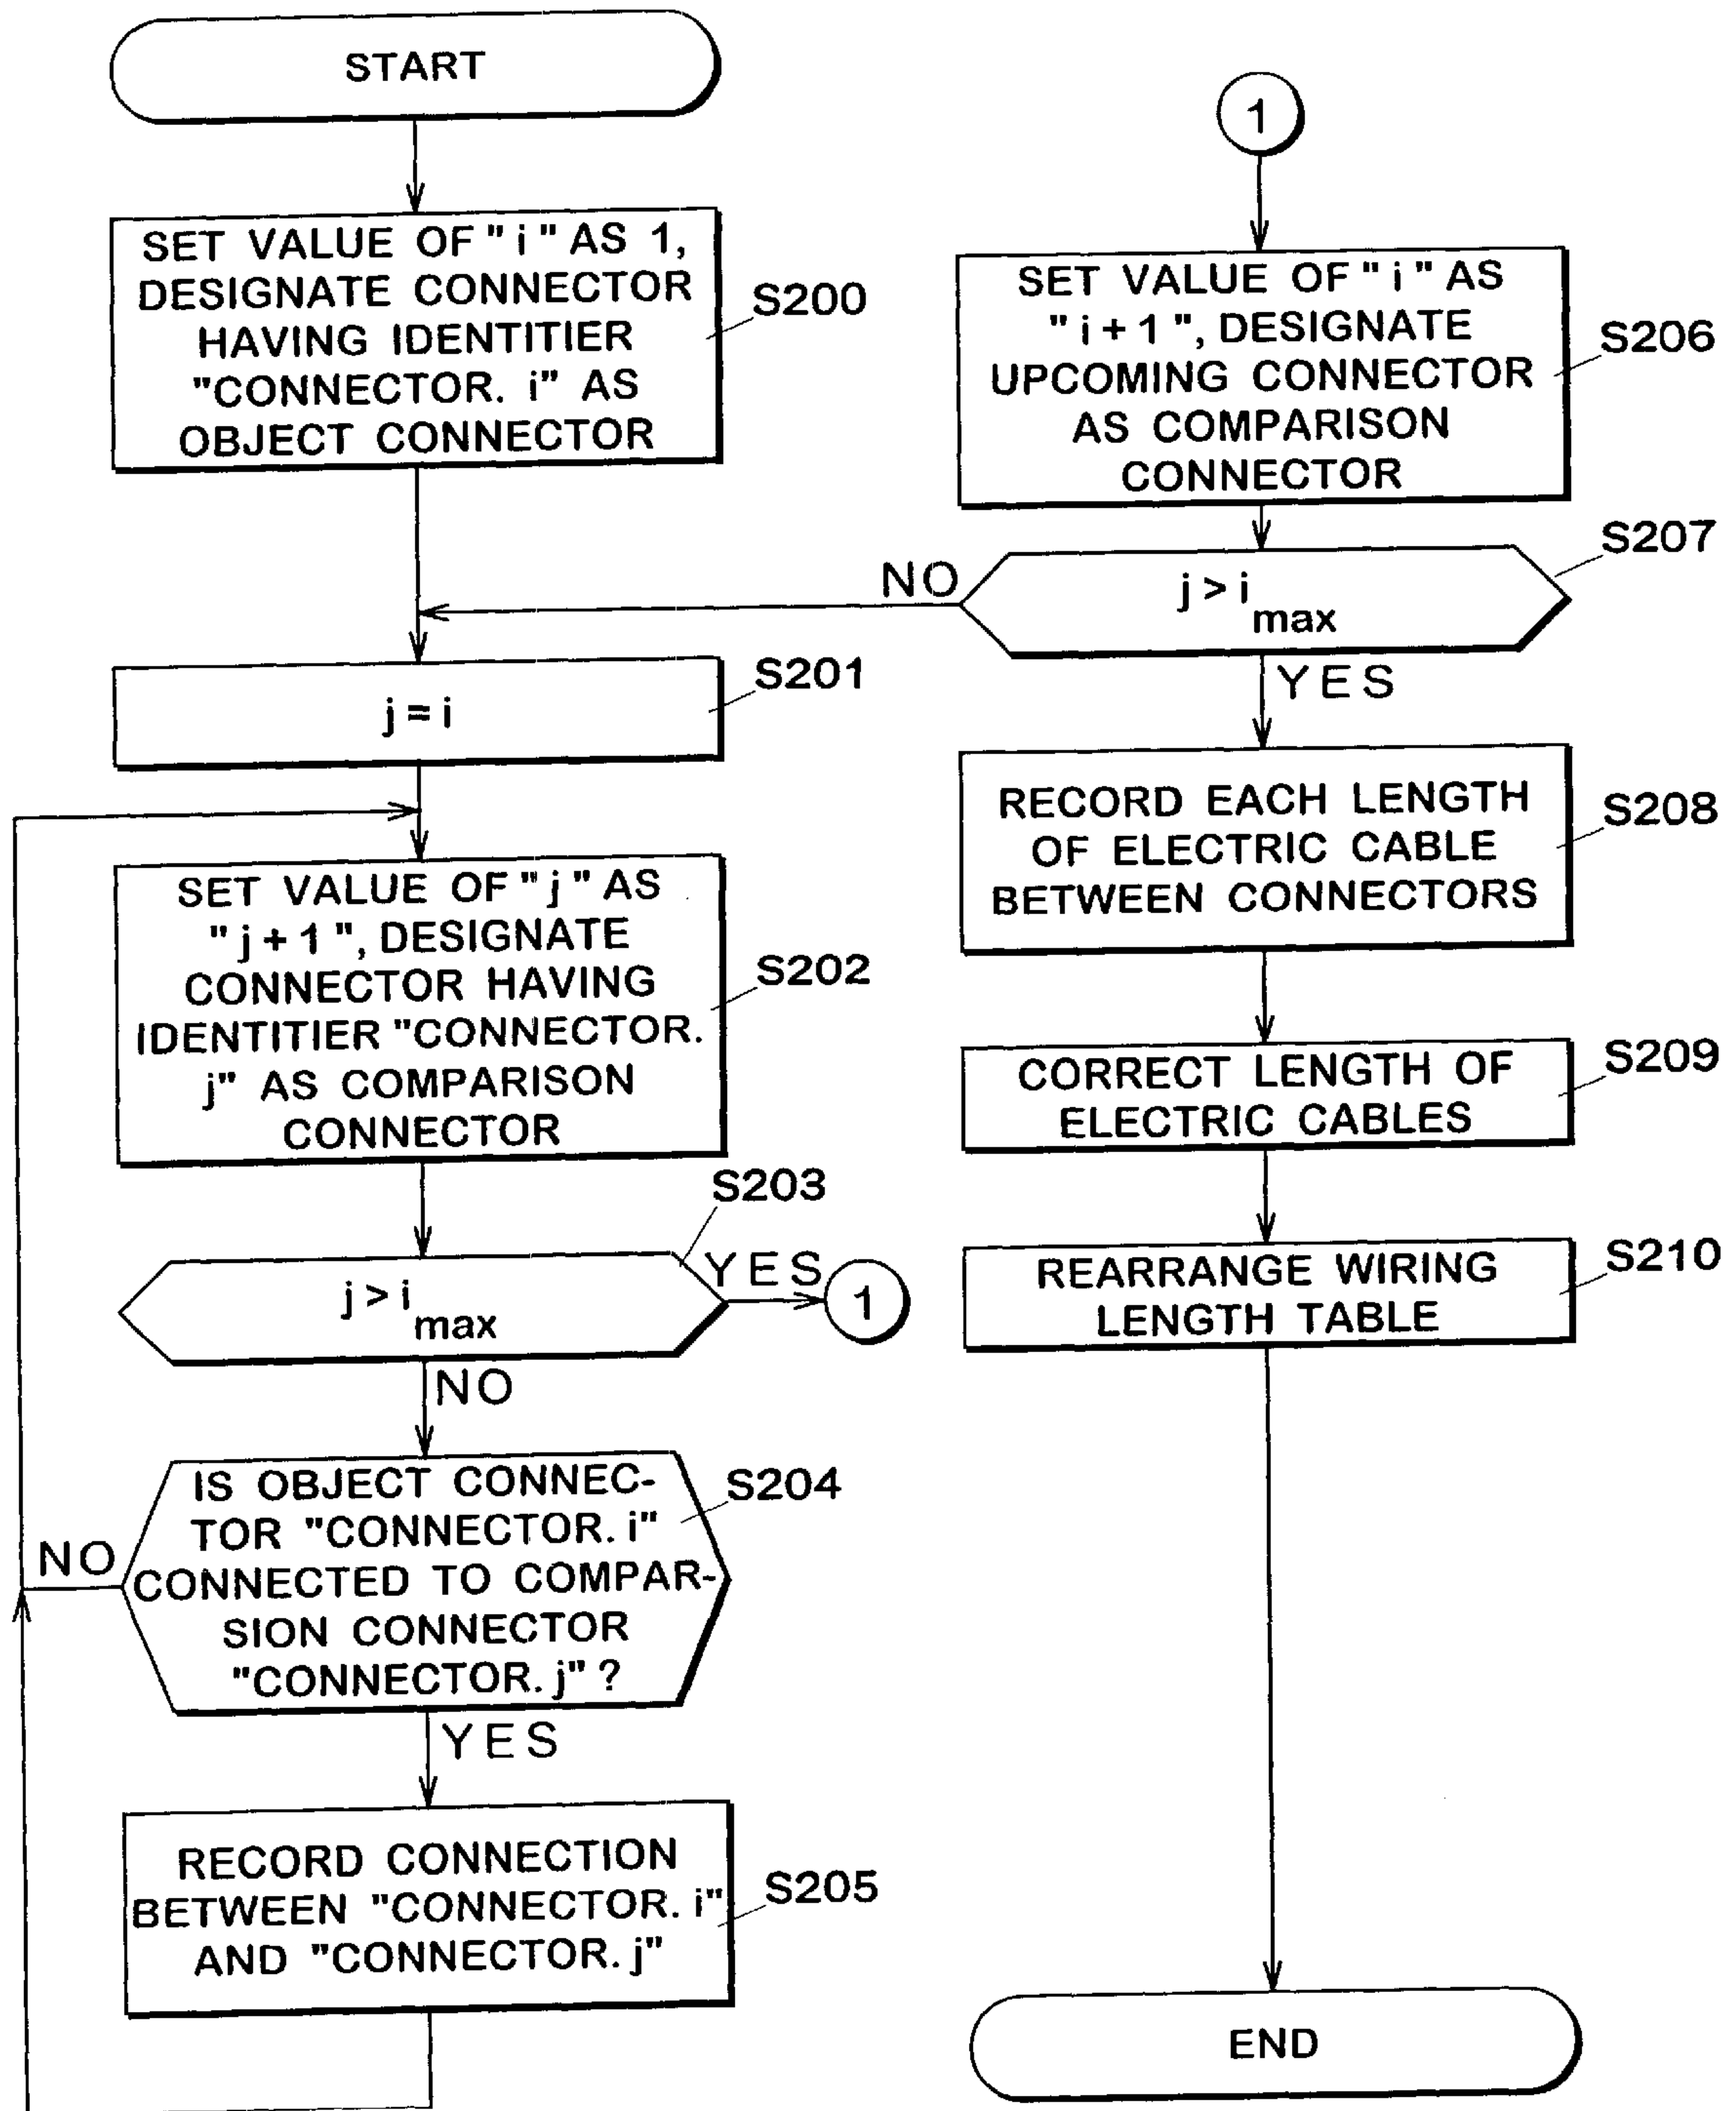 START
SET VALUE OF "i" AS 1,
DESIGNATE CONNECTOR
HAVING IDENTITIER
"CONNECTOR. i" AS
OBJECT CONNECTOR
S200
j = i
S201
SET VALUE OF "j" AS
"j + 1", DESIGNATE
CONNECTOR HAVING
IDENTITIER "CONNECTOR.
j" AS COMPARISON
CONNECTOR
S202
S203
j > i max
YES
1
NO
IS OBJECT CONNEC-
TOR "CONNECTOR. i"
CONNECTED TO COMPAR-
SION CONNECTOR
"CONNECTOR. j" ?
S204
NO
YES
RECORD CONNECTION
BETWEEN "CONNECTOR. i"
AND "CONNECTOR. j"
S205
1
SET VALUE OF "i" AS
"i + 1", DESIGNATE
UPCOMING CONNECTOR
AS COMPARISON
CONNECTOR
S206
S207
NO
j > i max
YES
RECORD EACH LENGTH
OF ELECTRIC CABLE
BETWEEN CONNECTORS
S208
CORRECT LENGTH OF
ELECTRIC CABLES
S209
REARRANGE WIRING
LENGTH TABLE
S210
END